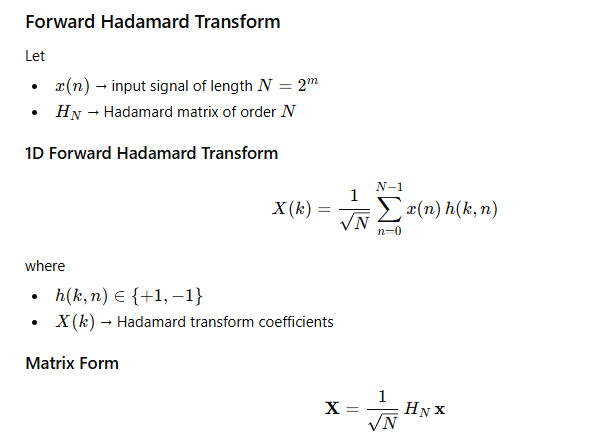 Forward Hadamard Transform
Let
• x(n) → input signal of length N = 2^m
• H_N → Hadamard matrix of order N
1D Forward Hadamard Transform
X(k) = \frac{1}{\sqrt{N}} \sum_{n=0}^{N-1} x(n) h(k, n)
where
• h(k, n) ∈ {+1, −1}
• X(k) → Hadamard transform coefficients
Matrix Form
\mathbf{X} = \frac{1}{\sqrt{N}} H_N \mathbf{x}